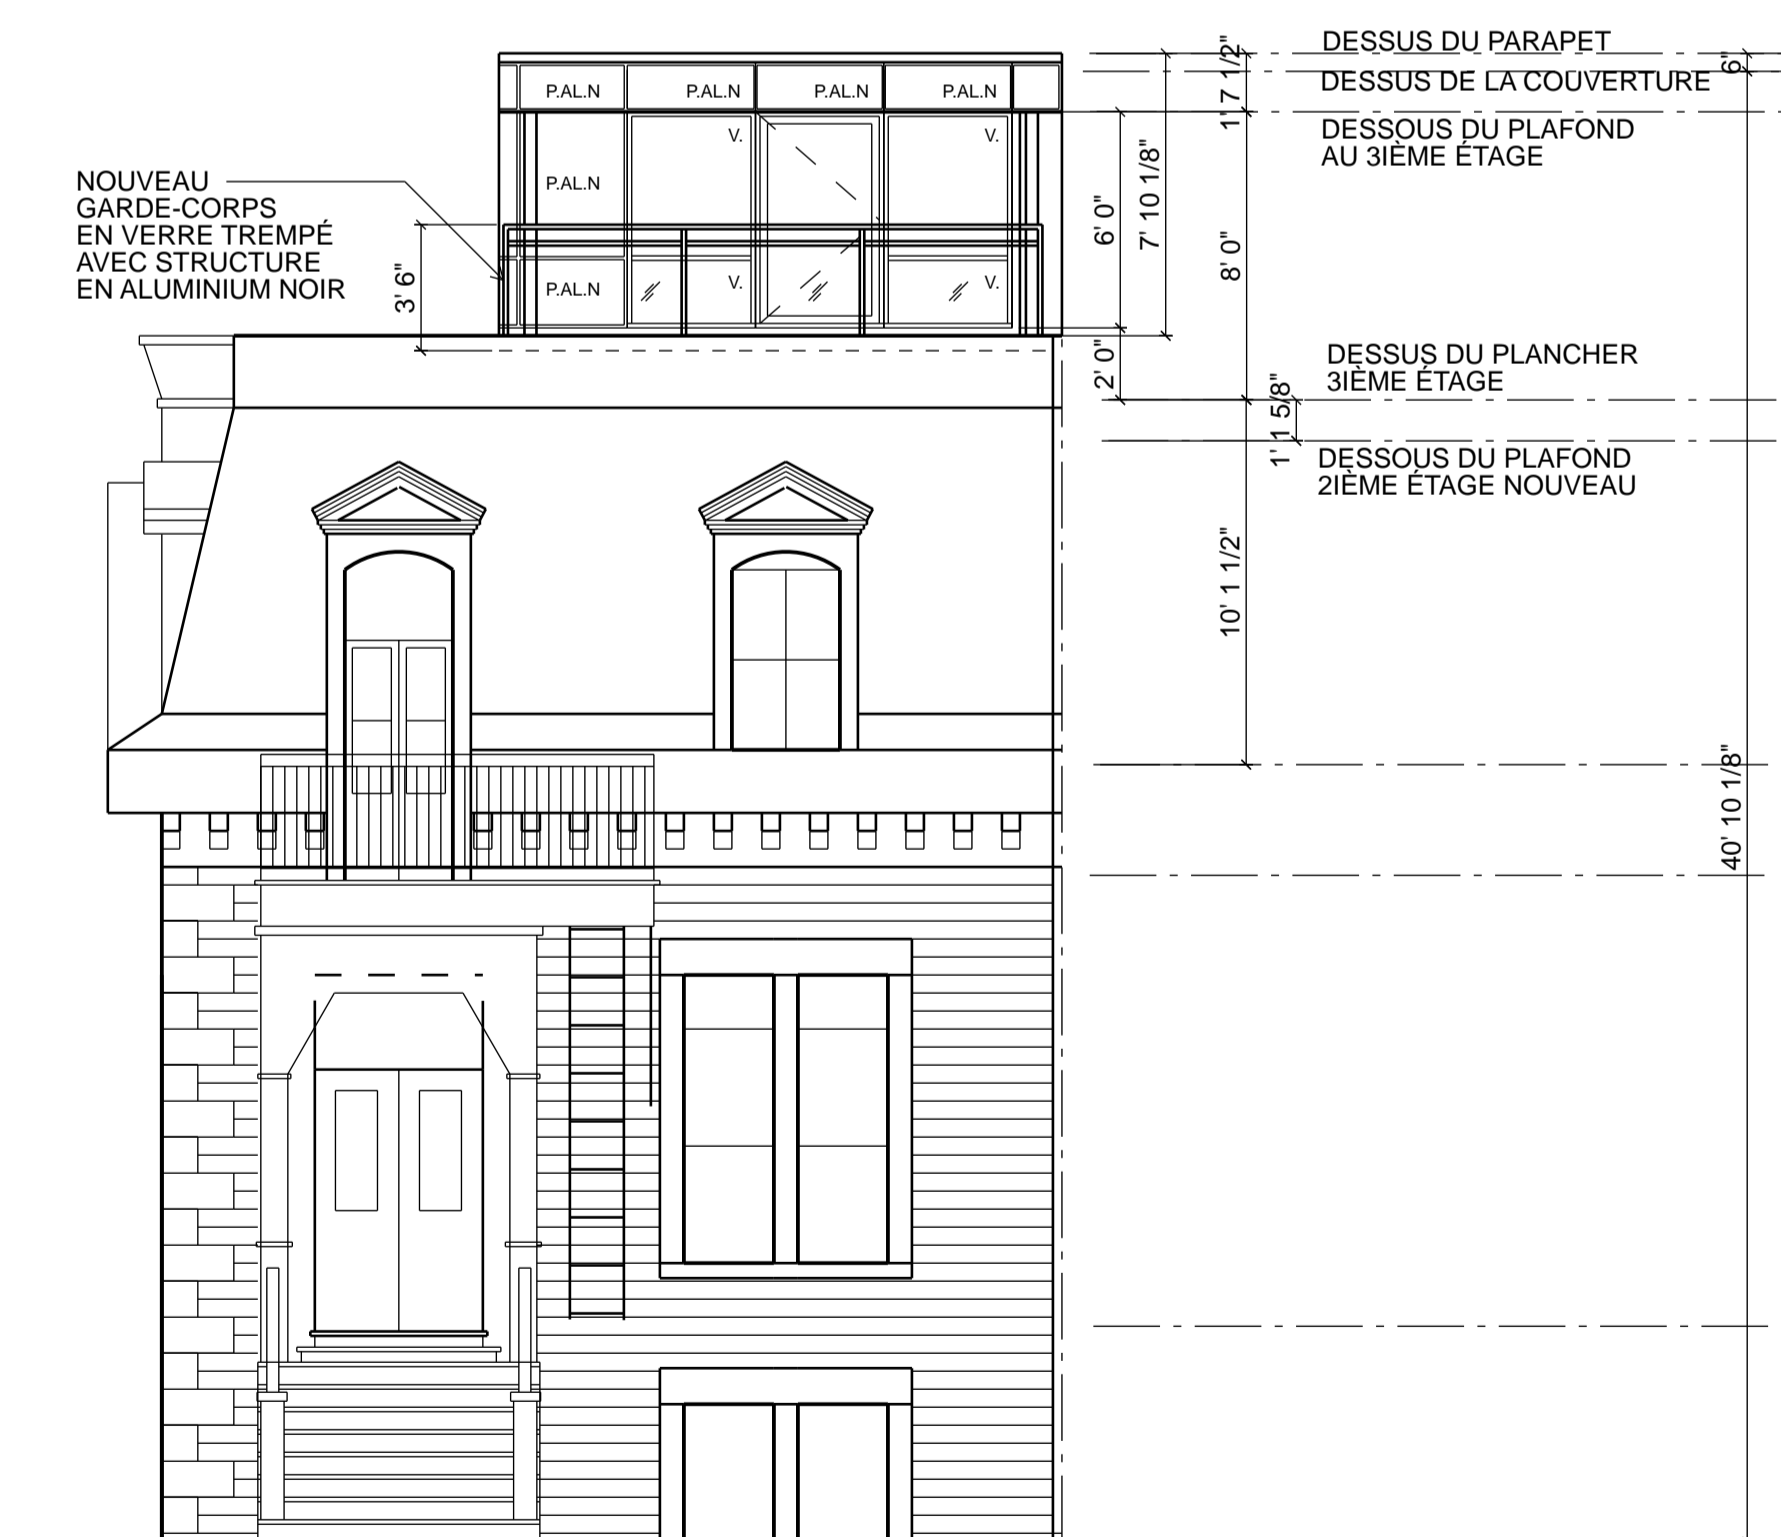 DESSUS DU PARAPET
6"
DESSUS DE LA COUVERTURE
1' 7 1/2"
P.AL.N
P.AL.N
P.AL.N
P.AL.N
DESSOUS DU PLAFOND
AU 3IÈME ÉTAGE
V.
V.
NOUVEAU
GARDE-CORPS
EN VERRE TREMPÉ
AVEC STRUCTURE
EN ALUMINIUM NOIR
P.AL.N
6' 0"
7' 10 1/8"
8' 0"
3' 6"
P.AL.N
V.
V.
2' 0"
DESSUS DU PLANCHER
3IÈME ÉTAGE
1' 1 5/8"
DESSOUS DU PLAFOND
2IÈME ÉTAGE NOUVEAU
10' 1 1/2"
40' 10 1/8"